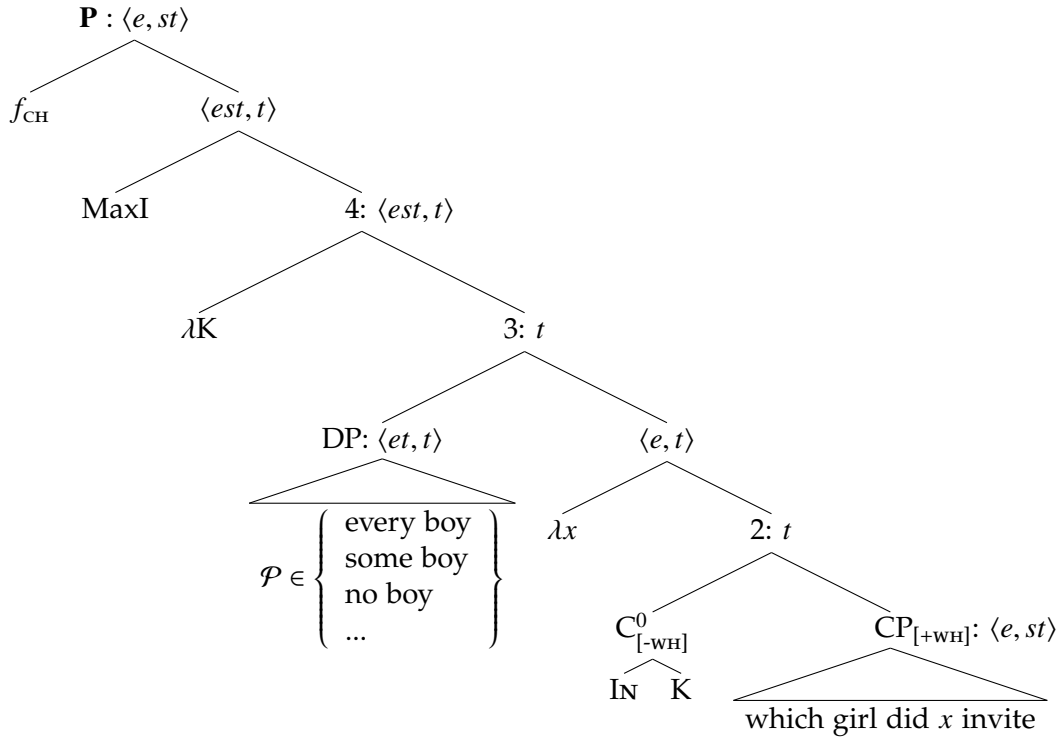 P : ⟨e, st⟩
f_CH ⟨est, t⟩
MaxI 4: ⟨est, t⟩
λK 3: t
DP: ⟨et, t⟩ ⟨e, t⟩
𝒫 ∈ { every boy
some boy
no boy
... }
λx 2: t
C⁰[-WH] CP[+WH]: ⟨e, st⟩
In K
which girl did x invite